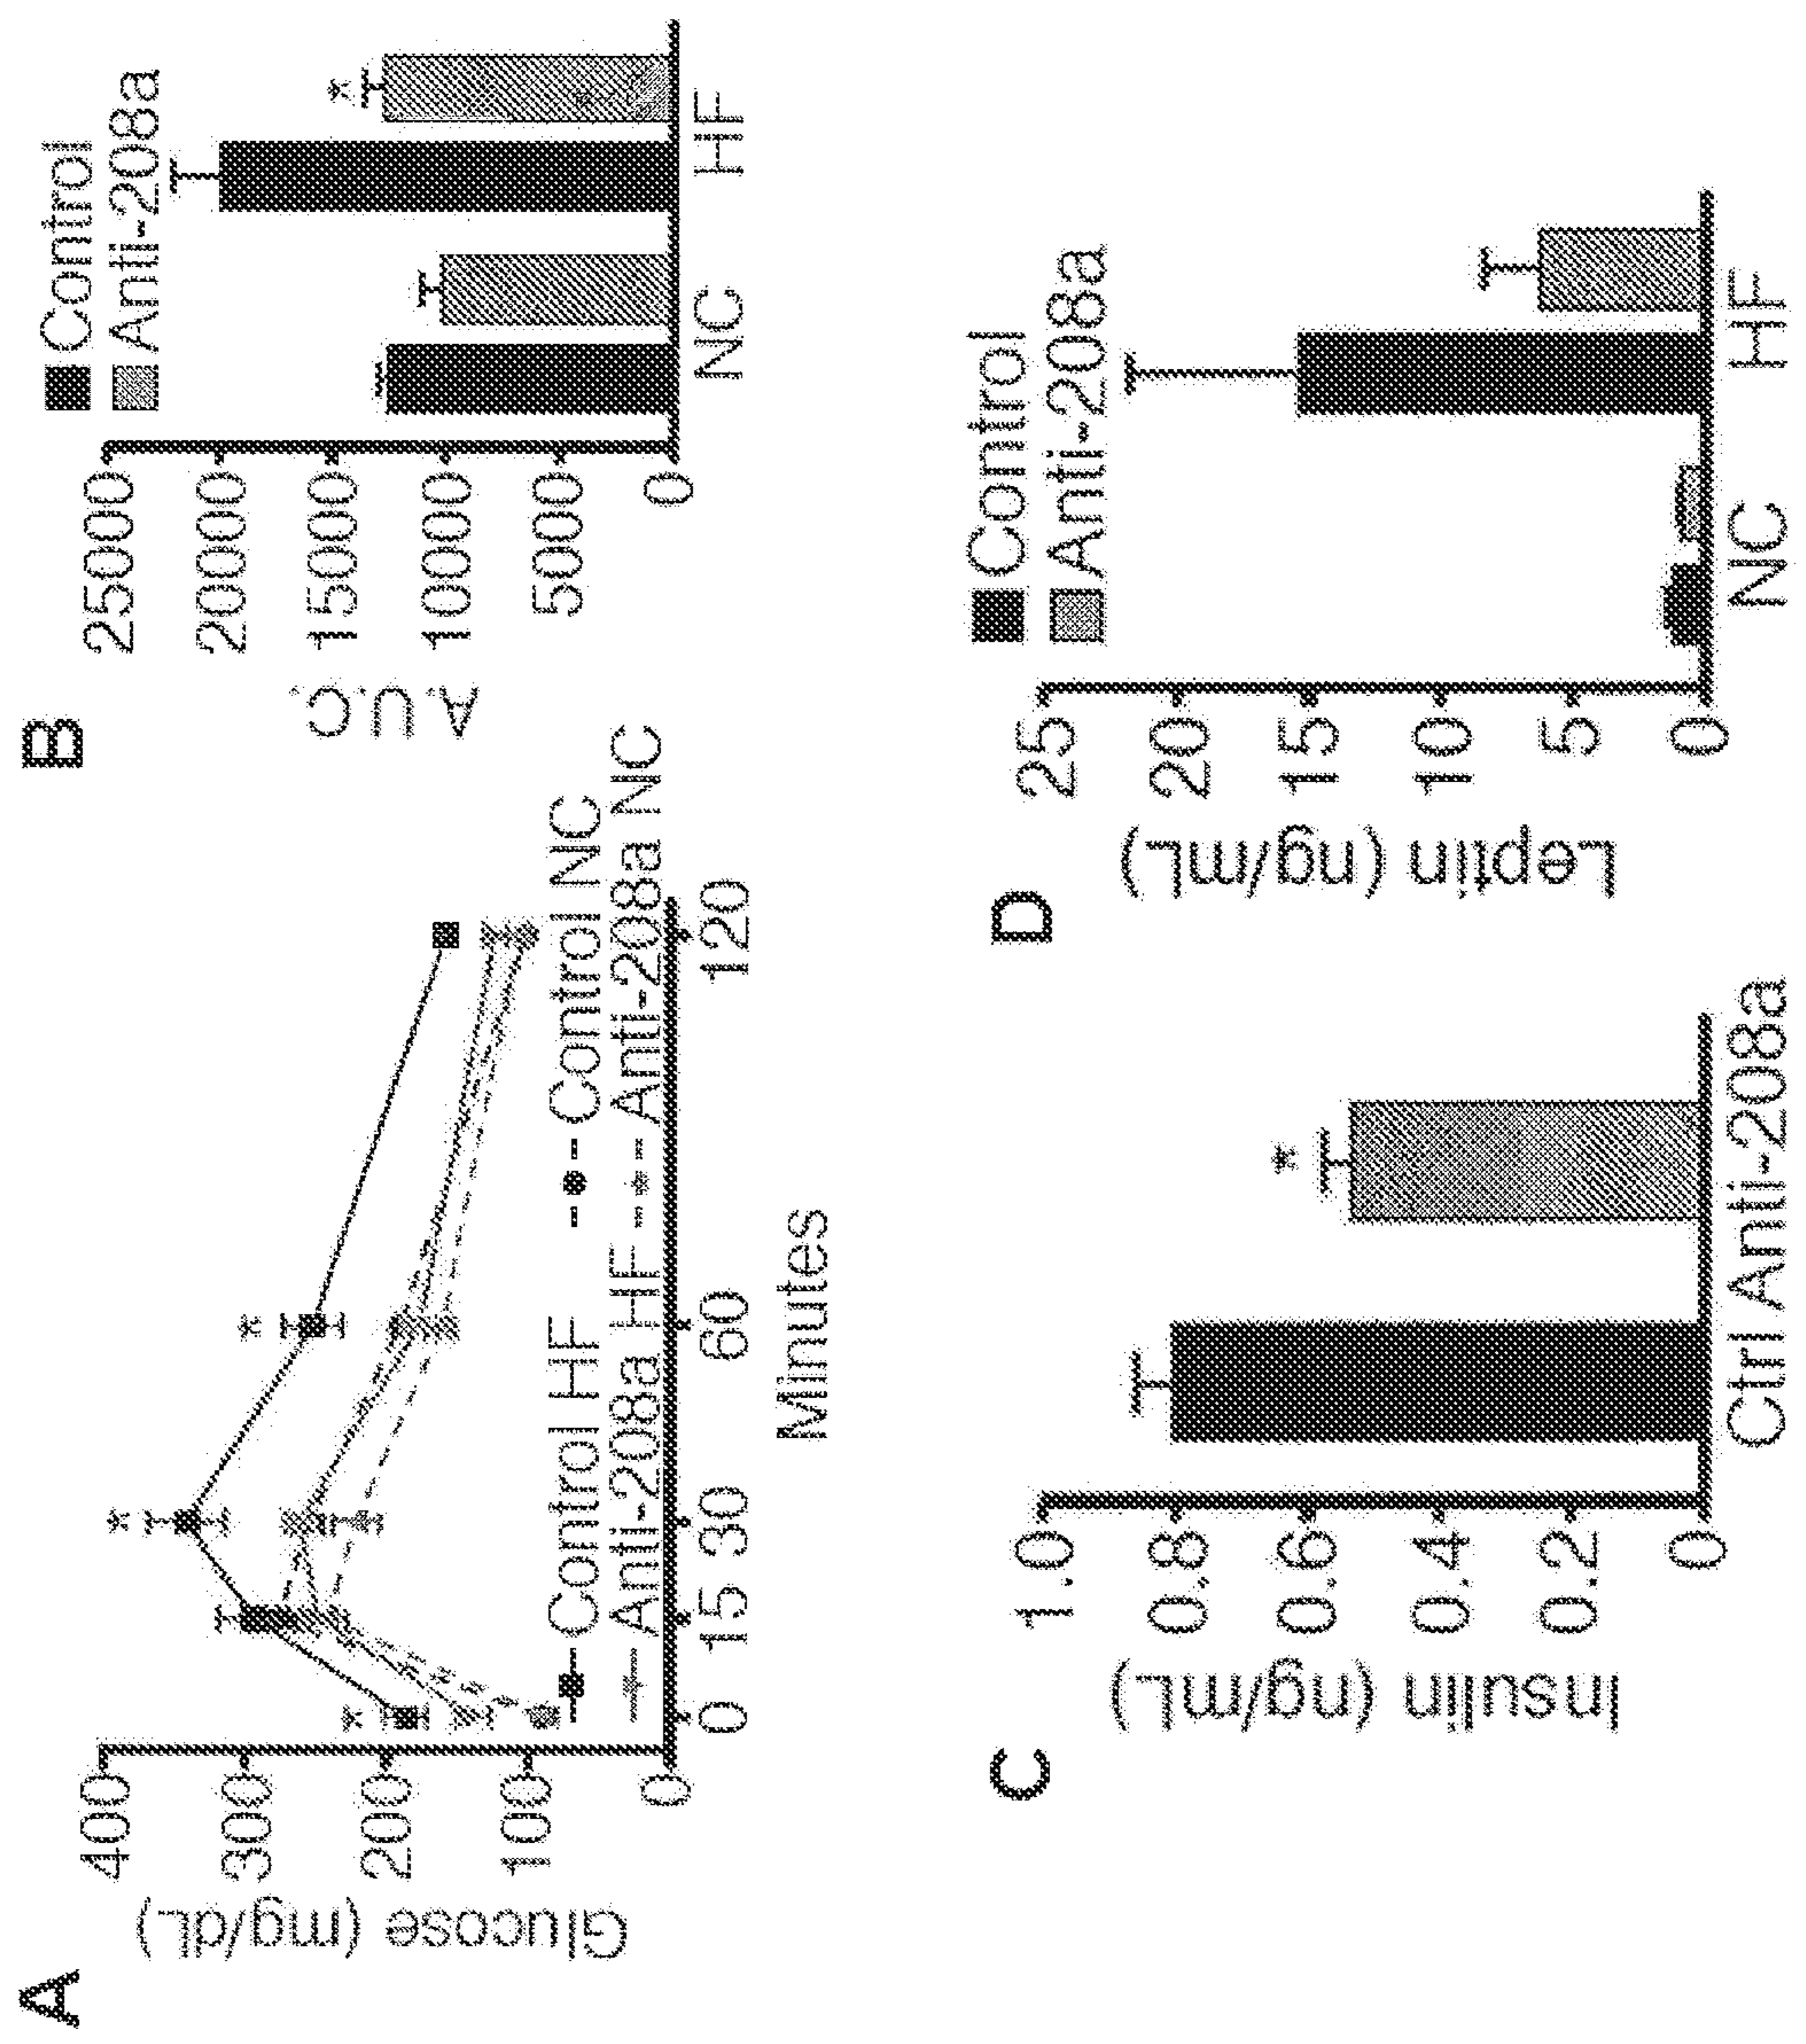 A
Glucose (mg/dL)
400
300
200
100
0
*
*
*
Control HF
Control NC
Anti-208a HF
Anti-208a NC
0
15
30
60
120
Minutes
B
A.U.C.
25000
20000
15000
10000
5000
0
Control
Anti-208a
*
NC
HF
C
Insulin (ng/mL)
1.0
0.8
0.6
0.4
0.2
0
*
Ctrl
Anti-208a
D
Leptin (ng/mL)
25
20
15
10
5
0
Control
Anti-208a
NC
HF